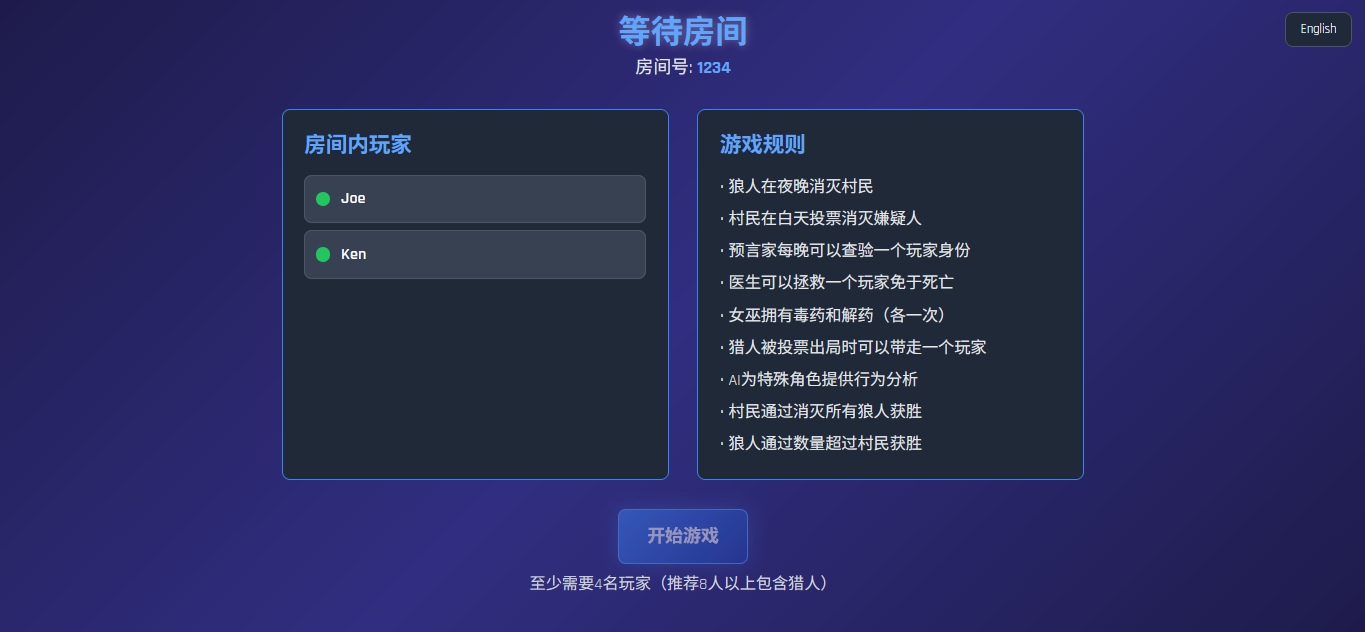 等待房间
English
房间号: 1234
房间内玩家
Joe
Ken
游戏规则
· 狼人在夜晚消灭村民
· 村民在白天投票消灭嫌疑人
· 预言家每晚可以查验一个玩家身份
· 医生可以拯救一个玩家免于死亡
· 女巫拥有毒药和解药（各一次）
· 猎人被投票出局时可以带走一个玩家
· AI为特殊角色提供行为分析
· 村民通过消灭所有狼人获胜
· 狼人通过数量超过村民获胜
开始游戏
至少需要4名玩家（推荐8人以上包含猎人）